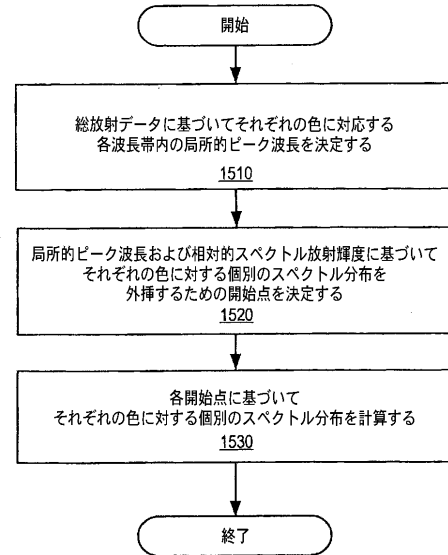 開始
総放射データに基づいてそれぞれの色に対応する
各波長帯内の局所的ピーク波長を決定する
1510
局所的ピーク波長および相対的スペクトル放射輝度に基づいて
それぞれの色に対する個別のスペクトル分布を
外挿するための開始点を決定する
1520
各開始点に基づいて
それぞれの色に対する個別のスペクトル分布を計算する
1530
終了